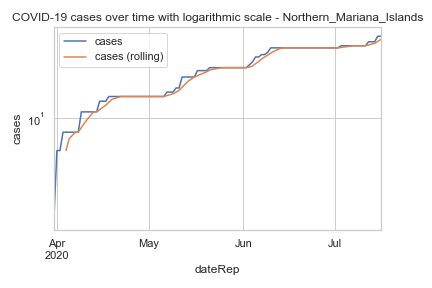 COVID-19 cases over time with logarithmic scale - Northern_Mariana_Islands
cases
cases (rolling)
10¹
cases
Apr
2020
May
Jun
Jul
dateRep